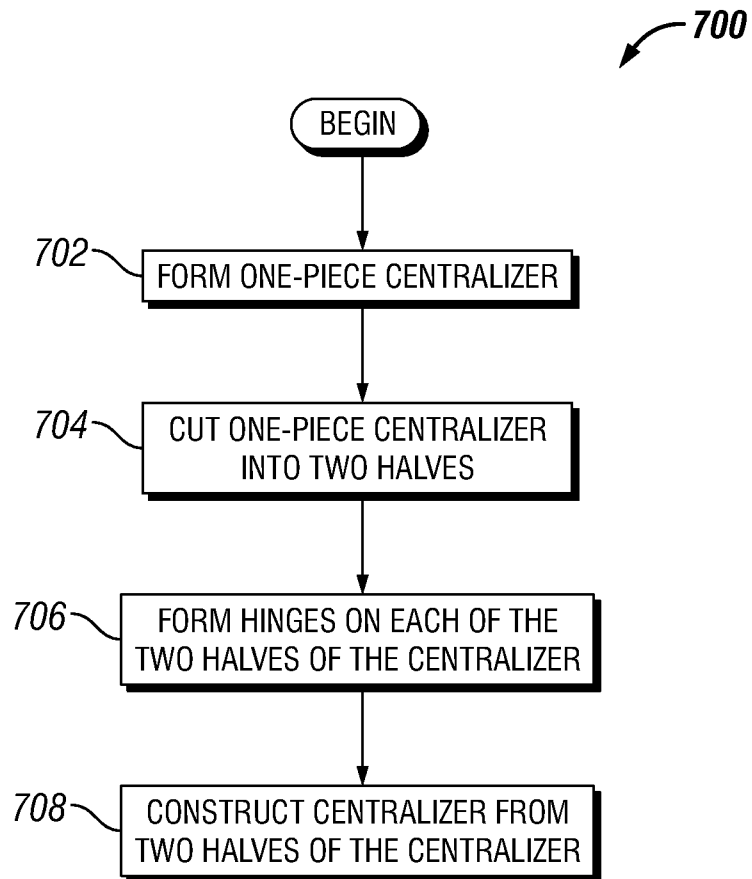 700
BEGIN
702
FORM ONE-PIECE CENTRALIZER
704
CUT ONE-PIECE CENTRALIZER
INTO TWO HALVES
706
FORM HINGES ON EACH OF THE
TWO HALVES OF THE CENTRALIZER
708
CONSTRUCT CENTRALIZER FROM
TWO HALVES OF THE CENTRALIZER